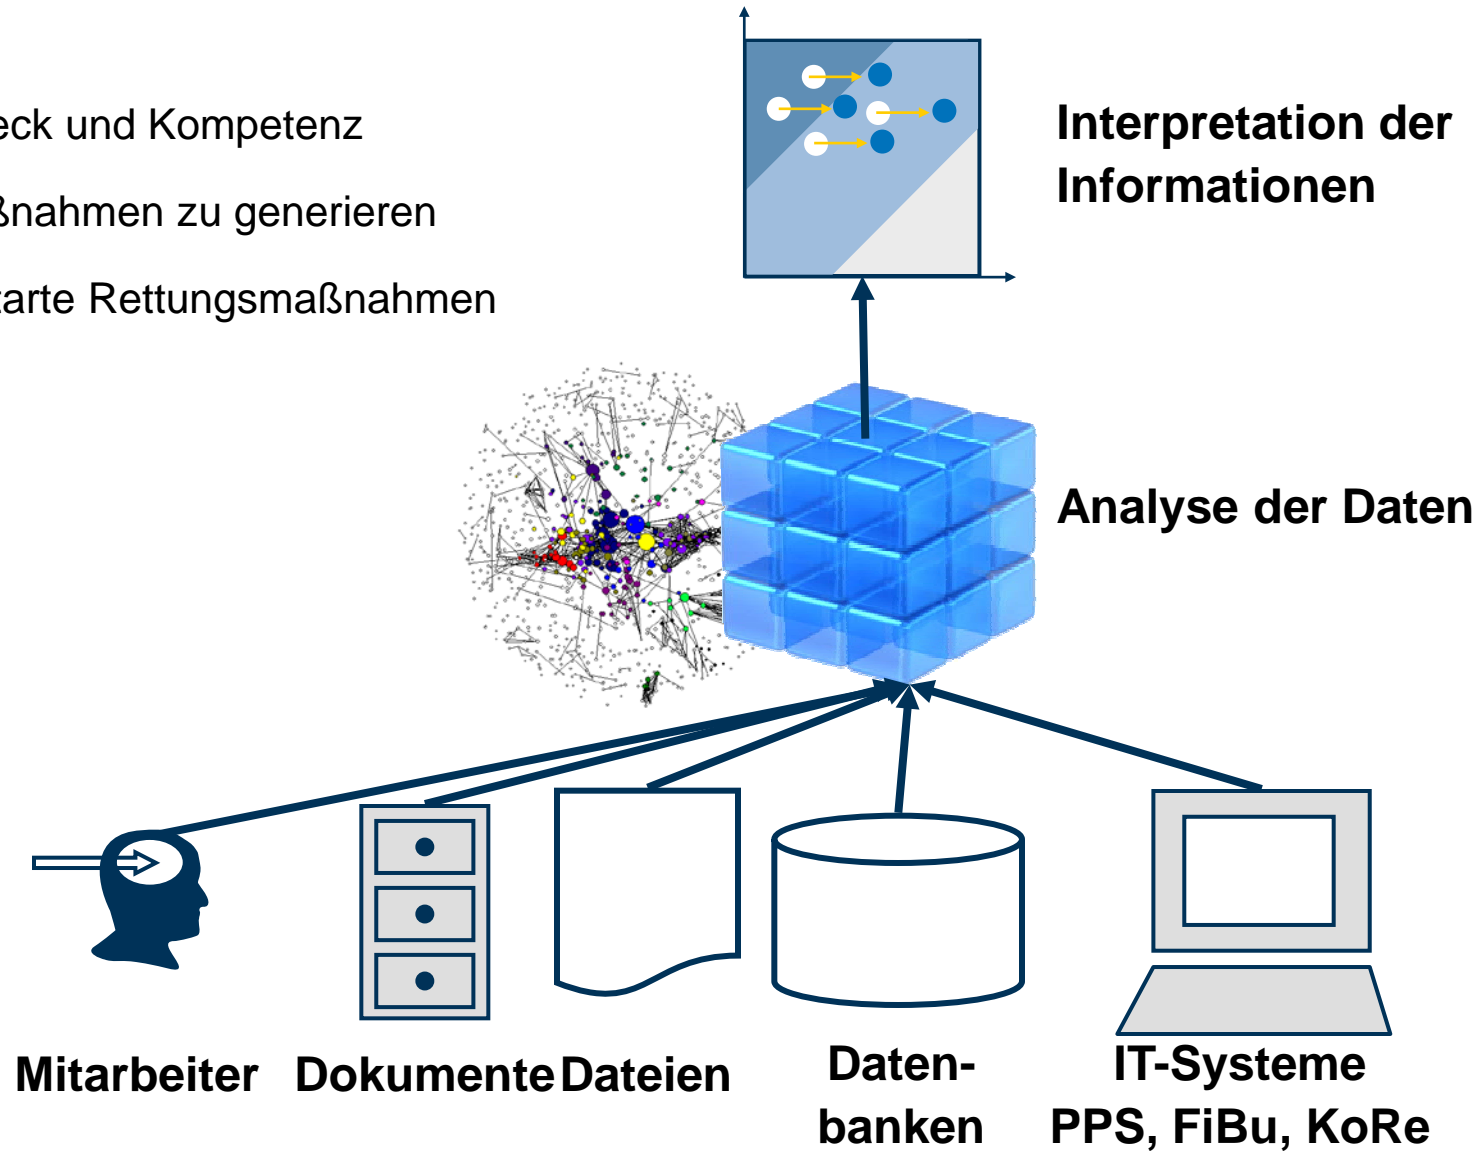 eck und Kompetenz
ßnahmen zu generieren
tarte Rettungsmaßnahmen
Interpretation der
Informationen
Analyse der Daten
Mitarbeiter
Dokumente
Dateien
Daten-
banken
IT-Systeme
PPS, FiBu, KoRe